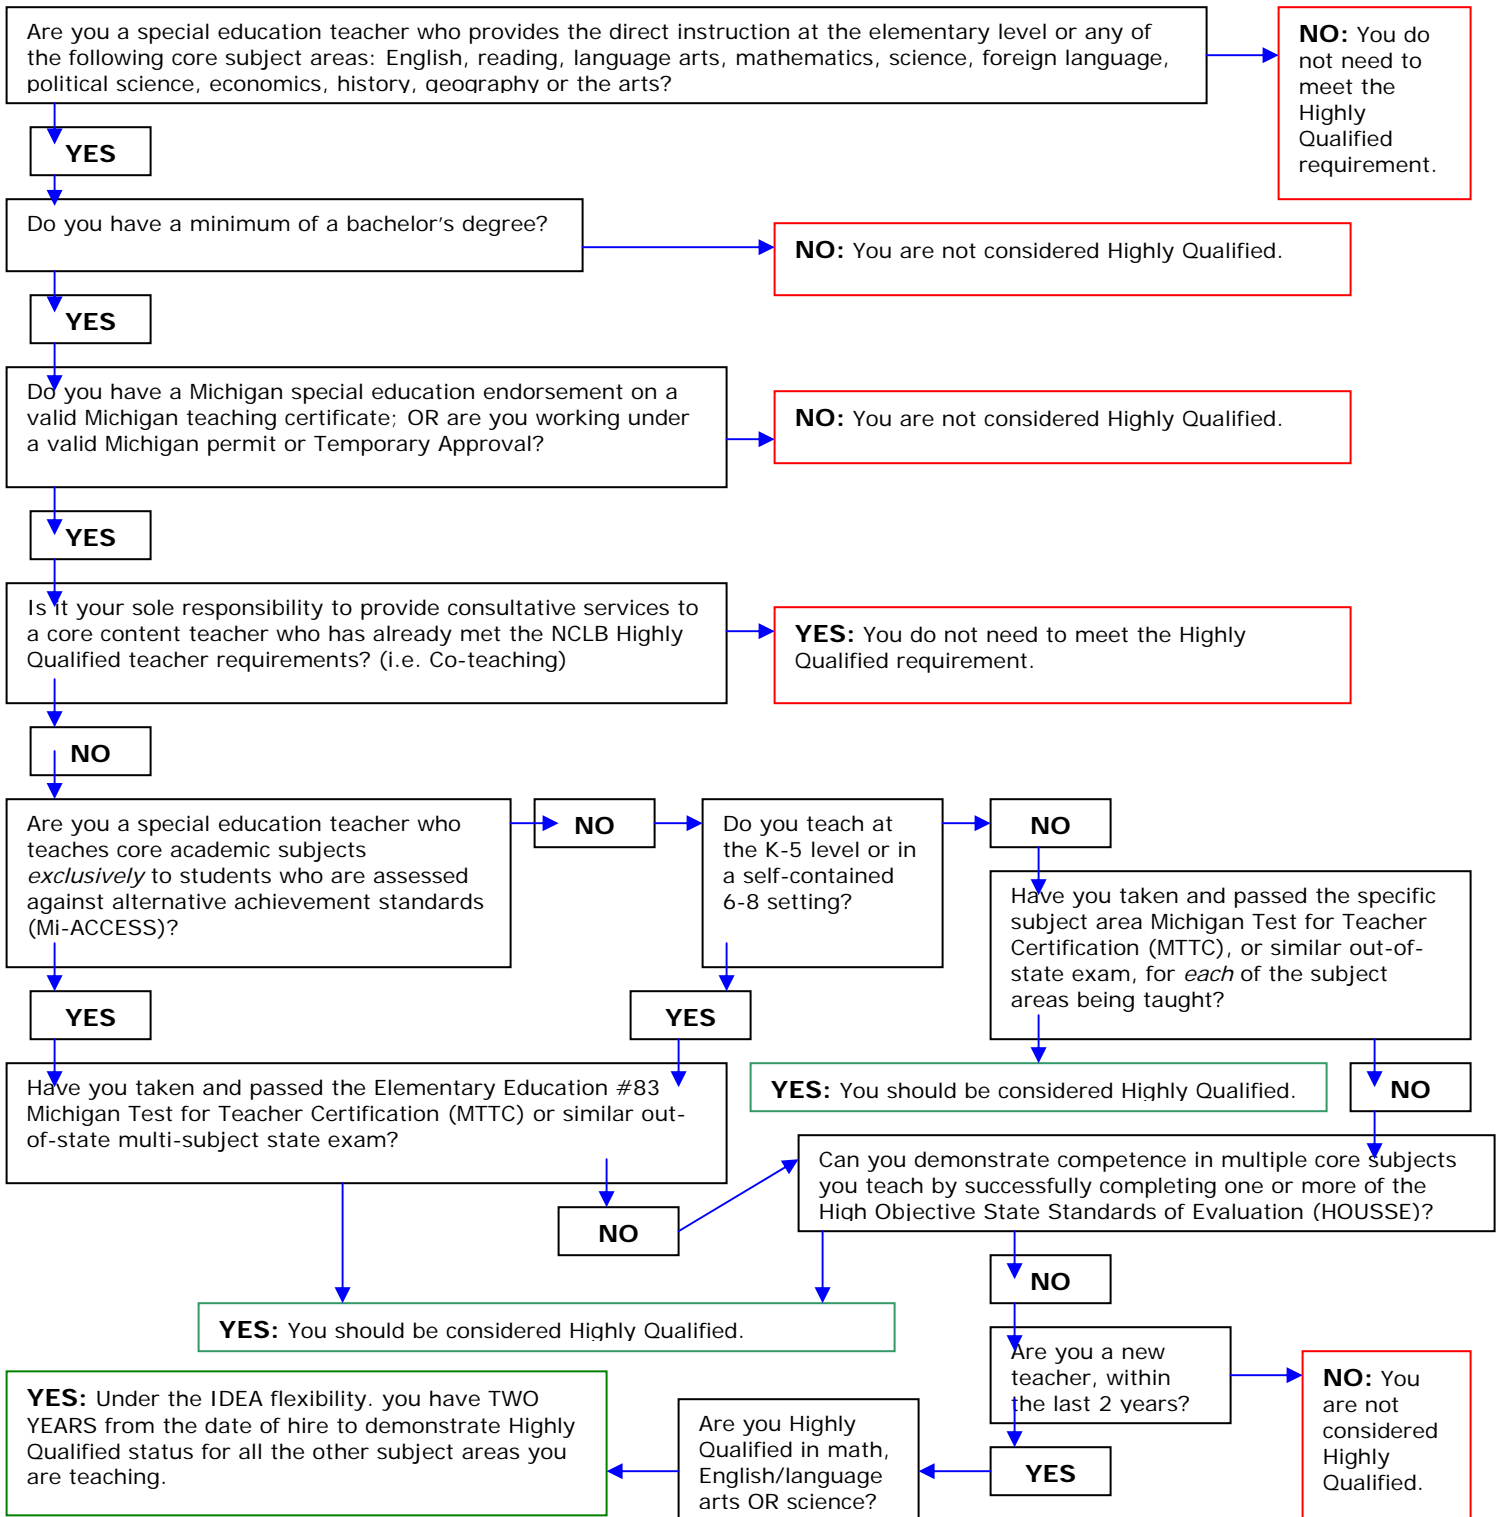 Are you a special education teacher who provides the direct instruction at the elementary level or any of
the following core subject areas: English, reading, language arts, mathematics, science, foreign language,
political science, economics, history, geography or the arts?
NO: You do
not need to
meet the
Highly
Qualified
requirement.
YES
Do you have a minimum of a bachelor's degree?
NO: You are not considered Highly Qualified.
YES
Do you have a Michigan special education endorsement on a
valid Michigan teaching certificate; OR are you working under
a valid Michigan permit or Temporary Approval?
NO: You are not considered Highly Qualified.
YES
Is it your sole responsibility to provide consultative services to
a core content teacher who has already met the NCLB Highly
Qualified teacher requirements? (i.e. Co-teaching)
YES: You do not need to meet the Highly
Qualified requirement.
NO
Are you a special education teacher who
teaches core academic subjects
exclusively to students who are assessed
against alternative achievement standards
(Mi-ACCESS)?
NO
Do you teach at
the K-5 level or in
a self-contained
6-8 setting?
NO
Have you taken and passed the specific
subject area Michigan Test for Teacher
Certification (MTTC), or similar out-of-
state exam, for each of the subject
areas being taught?
YES
YES
Have you taken and passed the Elementary Education #83
Michigan Test for Teacher Certification (MTTC) or similar out-
of-state multi-subject state exam?
YES: You should be considered Highly Qualified.
NO
Can you demonstrate competence in multiple core subjects
you teach by successfully completing one or more of the
High Objective State Standards of Evaluation (HOUSSE)?
NO
NO
YES: You should be considered Highly Qualified.
Are you a new
teacher, within
the last 2 years?
NO: You
are not
considered
Highly
Qualified.
YES
Are you Highly
Qualified in math,
English/language
arts OR science?
YES: Under the IDEA flexibility. you have TWO
YEARS from the date of hire to demonstrate Highly
Qualified status for all the other subject areas you
are teaching.